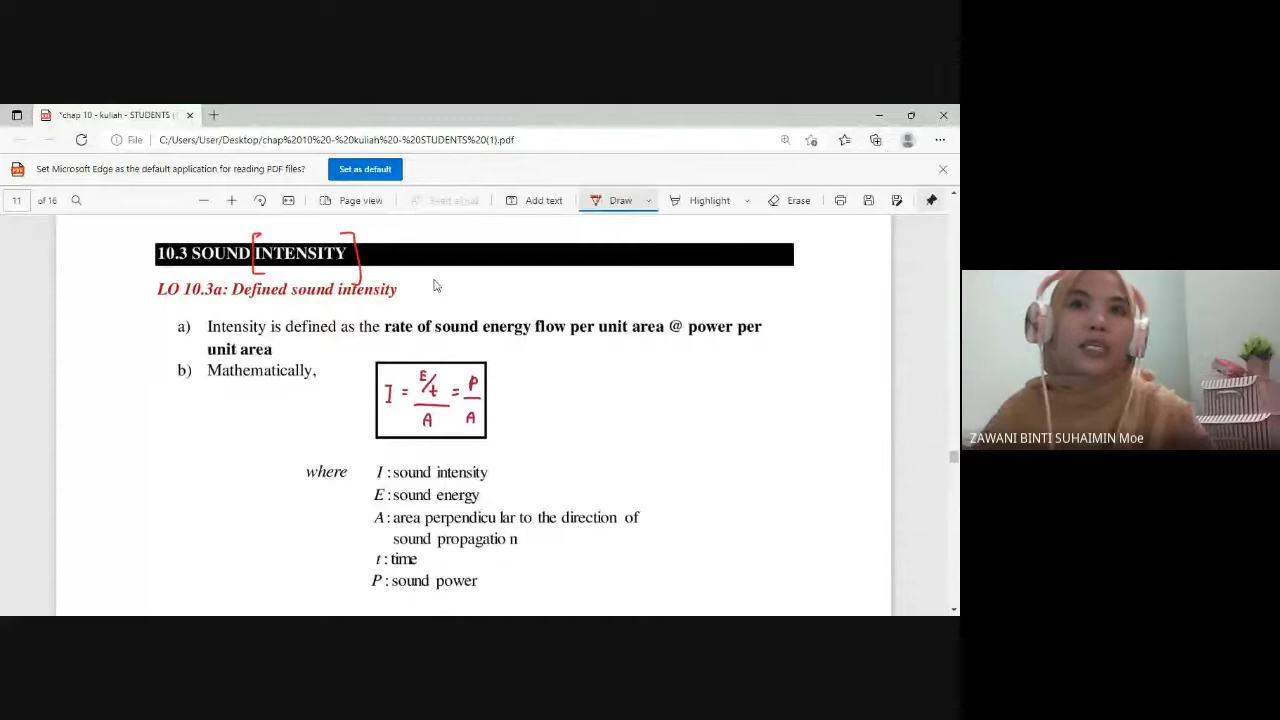 *chap 10 - kuliah - STUDENTS (
File C:/Users/User/Desktop/chap%2010%20-%20kuliah%20-%20STUDENTS%20(1).pdf
Set Microsoft Edge as the default application for reading PDF files? Set as default
11 of 16 Page view Read aloud Add text Draw Highlight Erase
10.3 SOUND INTENSITY
LO 10.3a: Defined sound intensity
a) Intensity is defined as the rate of sound energy flow per unit area @ power per
unit area
b) Mathematically,
I = E/t / A = P / A
where I : sound intensity
E : sound energy
A : area perpendicu lar to the direction of
sound propagatio n
t : time
P : sound power
ZAWANI BINTI SUHAIMIN Moe